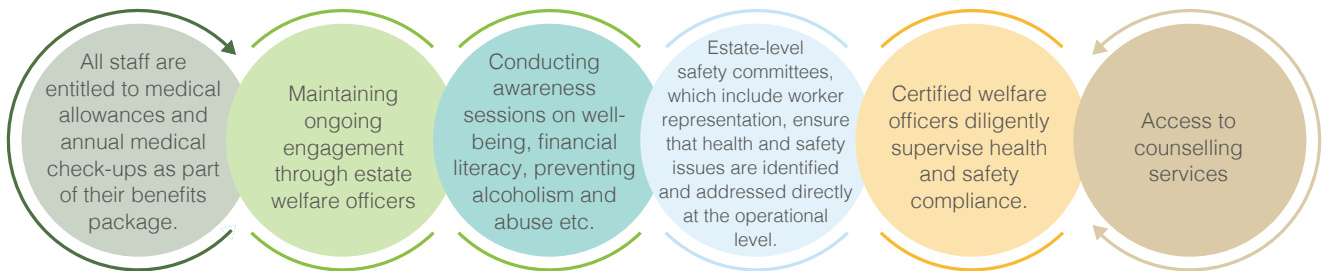 All staff are
entitled to medical
allowances and
annual medical
check-ups as part
of their benefits
package.
Maintaining
ongoing
engagement
through estate
welfare officers
Conducting
awareness
sessions on well-
being, financial
literacy, preventing
alcoholism and
abuse etc.
Estate-level
safety committees,
which include worker
representation, ensure
that health and safety
issues are identified
and addressed directly
at the operational
level.
Certified welfare
officers diligently
supervise health
and safety
compliance.
Access to
counselling
services